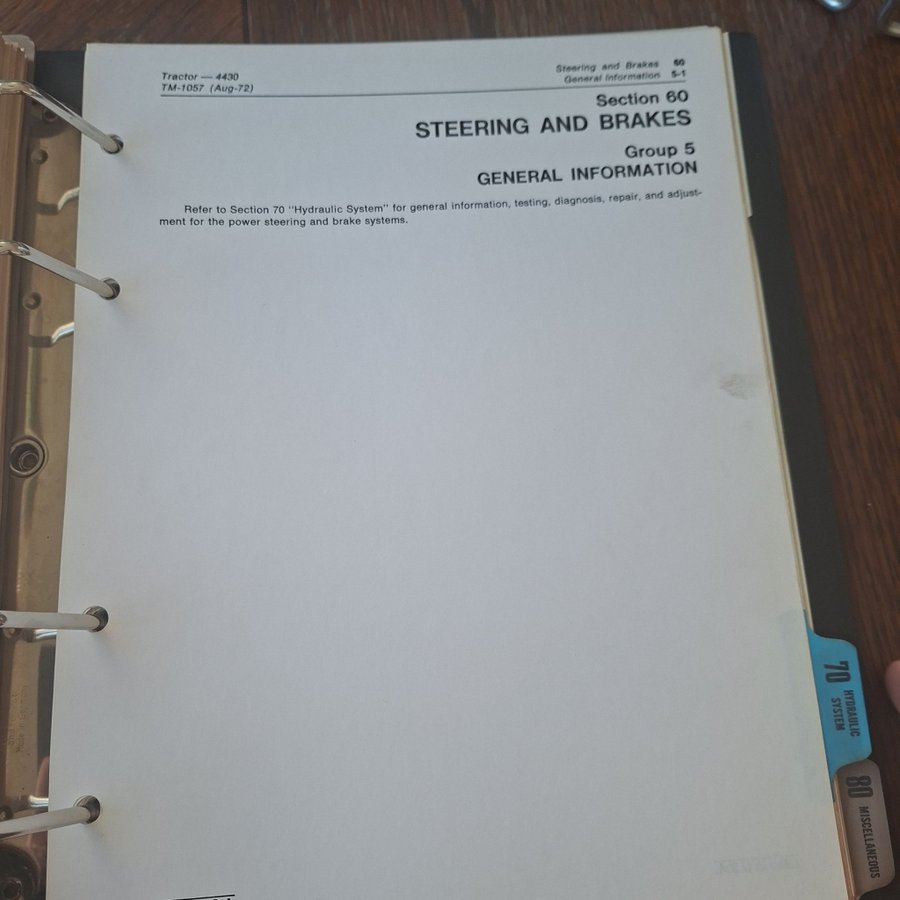 Tractor — 4430
TM-1057 (Aug-72)
Steering and Brakes 60
General Information 5-1
Section 60
STEERING AND BRAKES
Group 5
GENERAL INFORMATION
Refer to Section 70 "Hydraulic System" for general information, testing, diagnosis, repair, and adjust-
ment for the power steering and brake systems.
70 HYDRAULIC
SYSTEM
80 MISCELLANEOUS